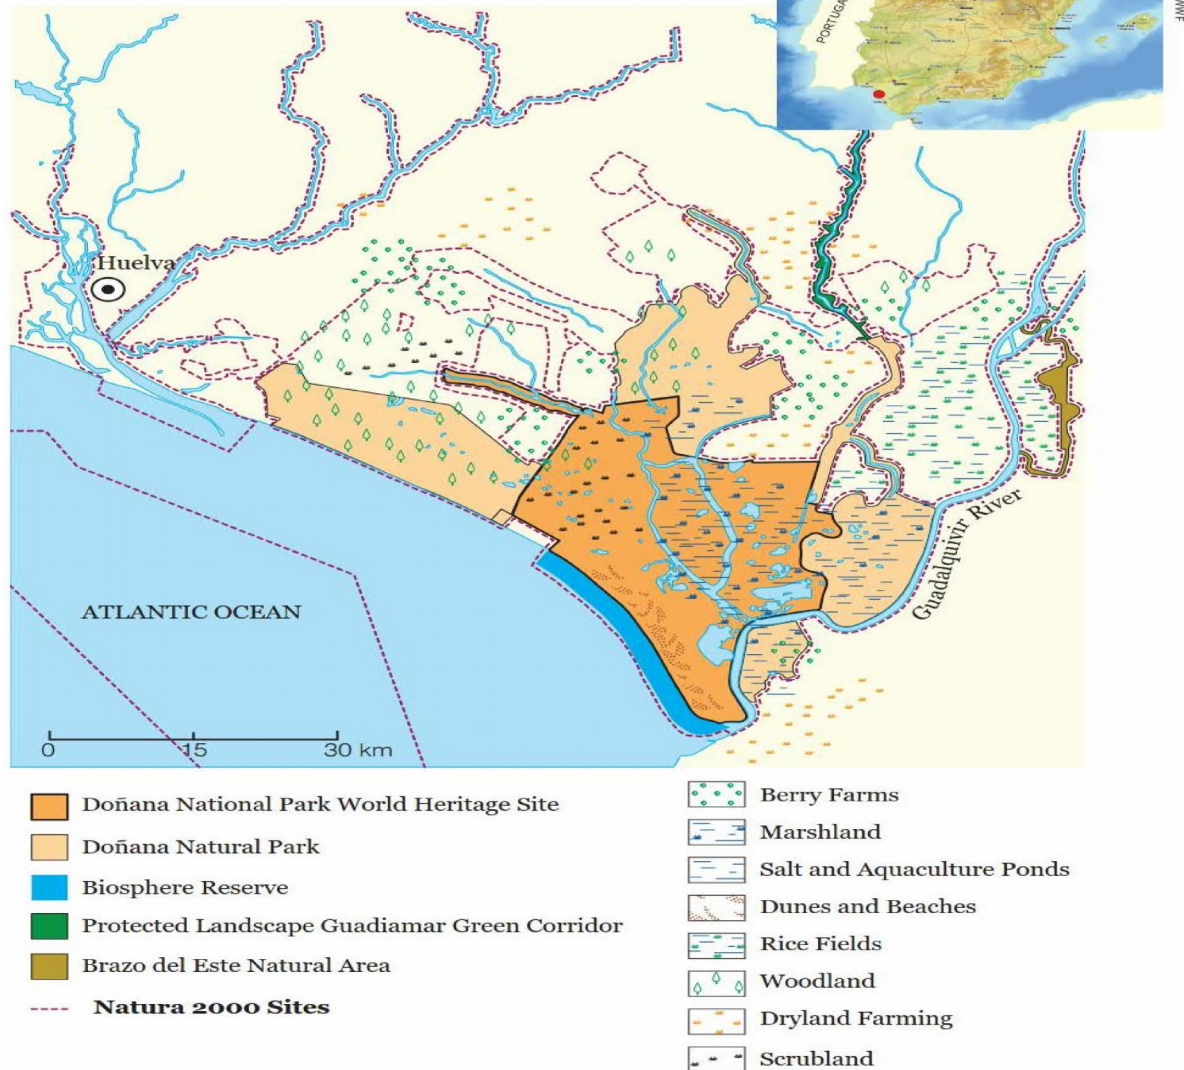 PORTUGAL
WWF
Huelva
Guadalquivir River
ATLANTIC OCEAN
0 15 30 km
Doñana National Park World Heritage Site
Doñana Natural Park
Biosphere Reserve
Protected Landscape Guadiamar Green Corridor
Brazo del Este Natural Area
Natura 2000 Sites
Berry Farms
Marshland
Salt and Aquaculture Ponds
Dunes and Beaches
Rice Fields
Woodland
Dryland Farming
Scrubland